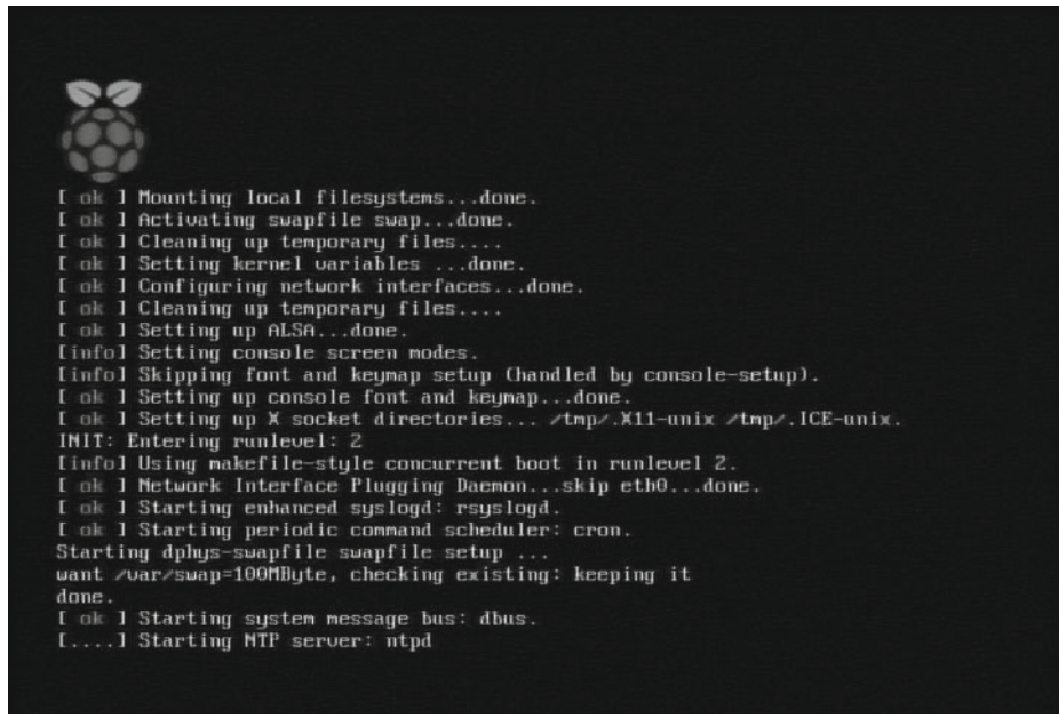 [ ok ] Mounting local filesystems...done.
[ ok ] Activating swapfile swap...done.
[ ok ] Cleaning up temporary files....
[ ok ] Setting kernel variables ...done.
[ ok ] Configuring network interfaces...done.
[ ok ] Cleaning up temporary files....
[ ok ] Setting up ALSA...done.
[info] Setting console screen modes.
[info] Skipping font and keymap setup (handled by console-setup).
[ ok ] Setting up console font and keymap...done.
[ ok ] Setting up X socket directories... /tmp/.X11-unix /tmp/.ICE-unix.
INIT: Entering runlevel: 2
[info] Using makefile-style concurrent boot in runlevel 2.
[ ok ] Network Interface Plugging Daemon...skip eth0...done.
[ ok ] Starting enhanced syslogd: rsyslogd.
[ ok ] Starting periodic command scheduler: cron.
Starting dphys-swapfile swapfile setup ...
want /var/swap=100MByte, checking existing: keeping it
done.
[ ok ] Starting system message bus: dbus.
[....] Starting NTP server: ntpd